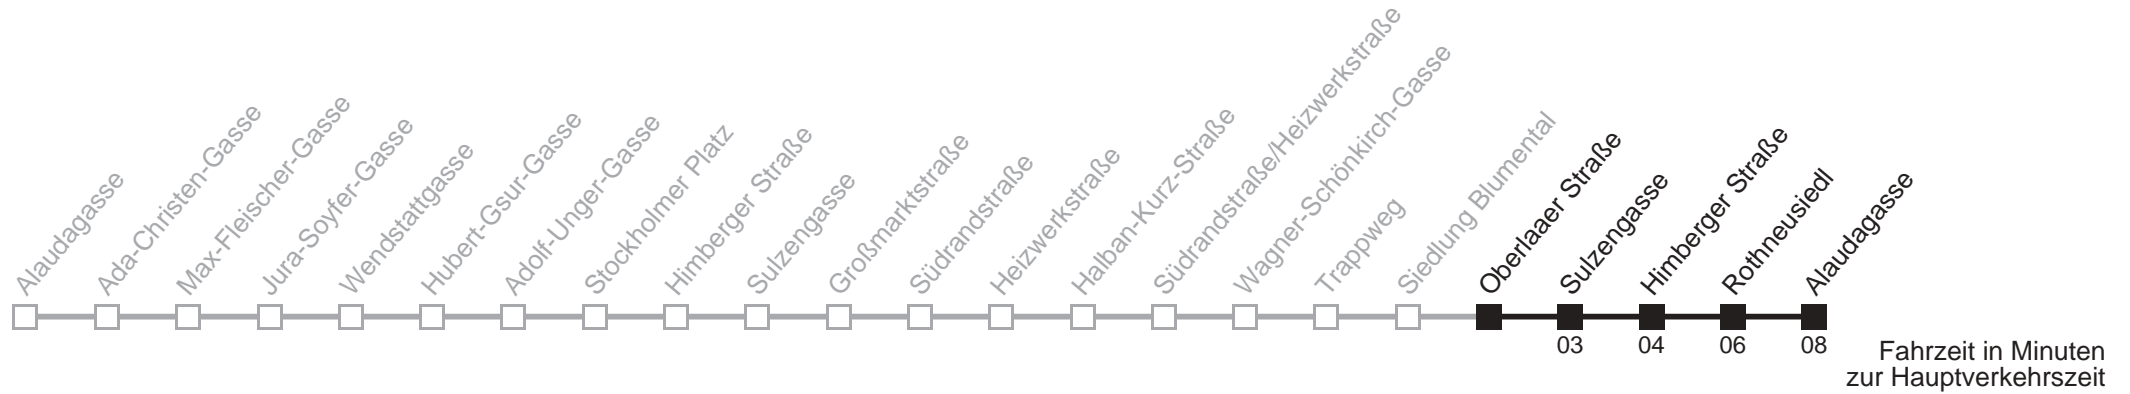 Alaudagasse
Ada-Christen-Gasse
Max-Fleischer-Gasse
Jura-Soyfer-Gasse
Wendstattgasse
Hubert-Gsur-Gasse
Adolf-Unger-Gasse
Stockholmer Platz
Himberger Straße
Sulzengasse
Großmarktstraße
Südrandstraße
Heizwerkstraße
Halban-Kurz-Straße
Südrandstraße/Heizwerkstraße
Wagner-Schönkirch-Gasse
Trappweg
Siedlung Blumental
Oberlaaer Straße
Sulzengasse
Himberger Straße
Rothneusiedl
Alaudagasse
03 04 06 08
Fahrzeit in Minuten
zur Hauptverkehrszeit